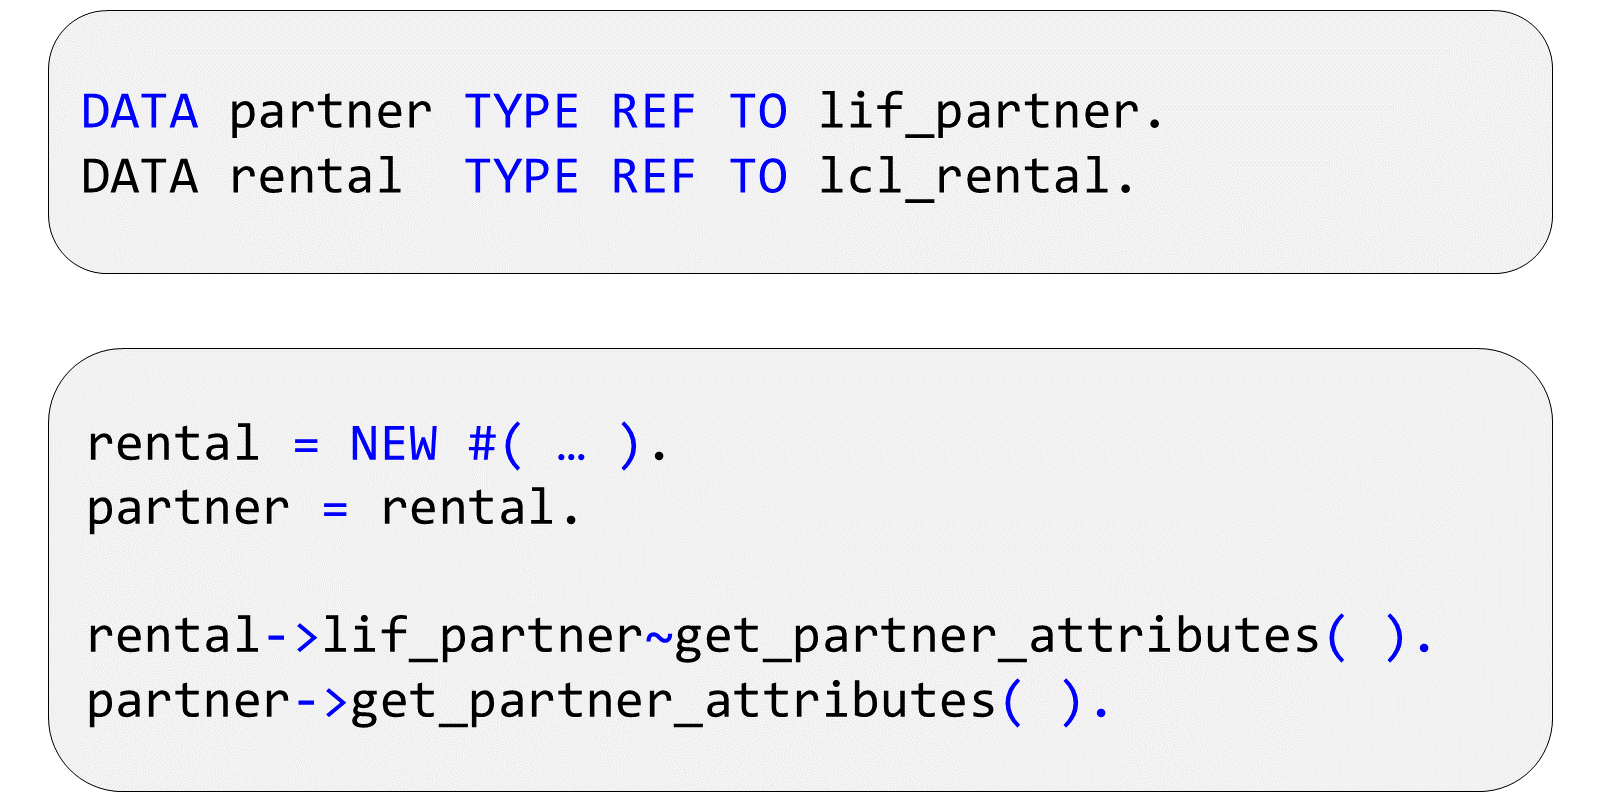 DATA partner TYPE REF TO lif_partner.
DATA rental  TYPE REF TO lcl_rental.
rental = NEW #( … ).
partner = rental.
rental->lif_partner~get_partner_attributes( ).
partner->get_partner_attributes( ).